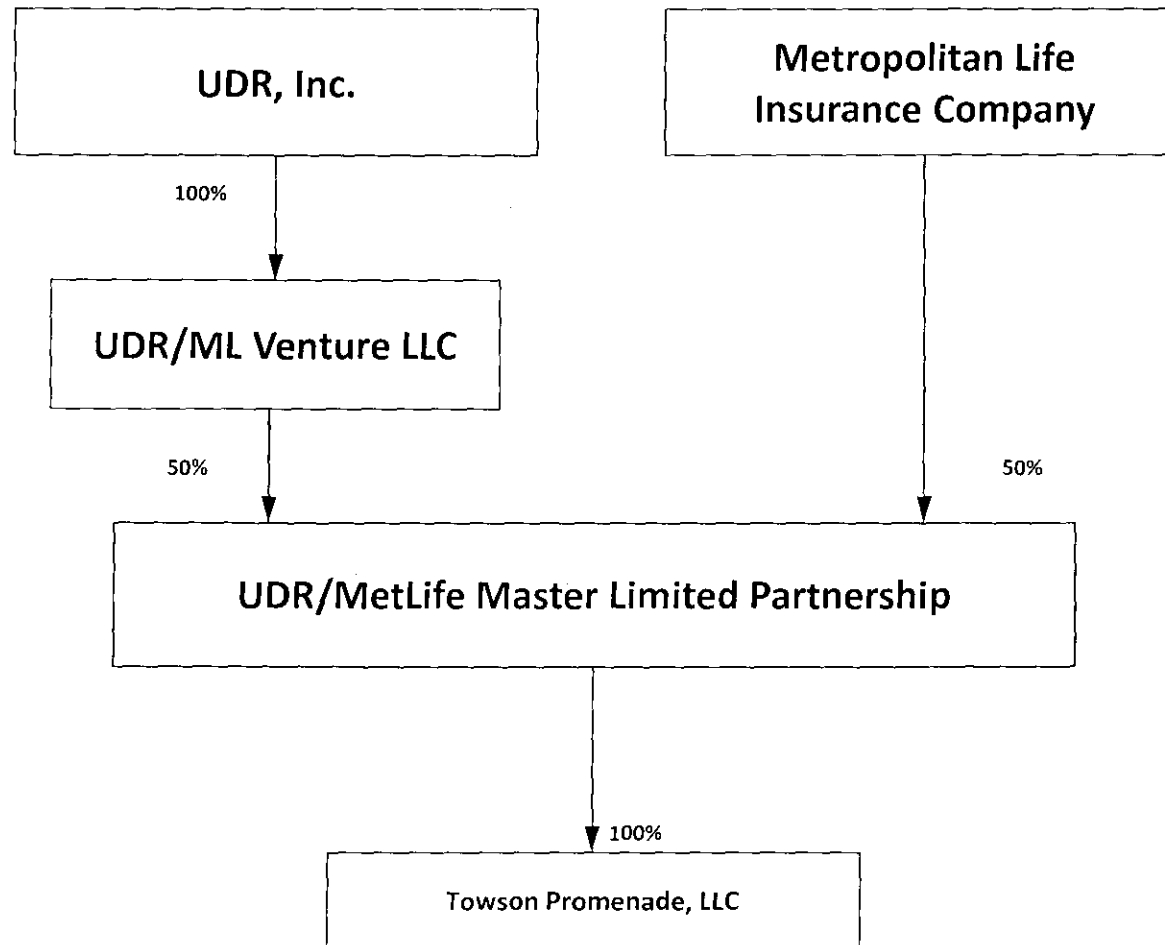 UDR, Inc.
Metropolitan Life
Insurance Company
100%
UDR/ML Venture LLC
50%
50%
UDR/MetLife Master Limited Partnership
100%
Towson Promenade, LLC